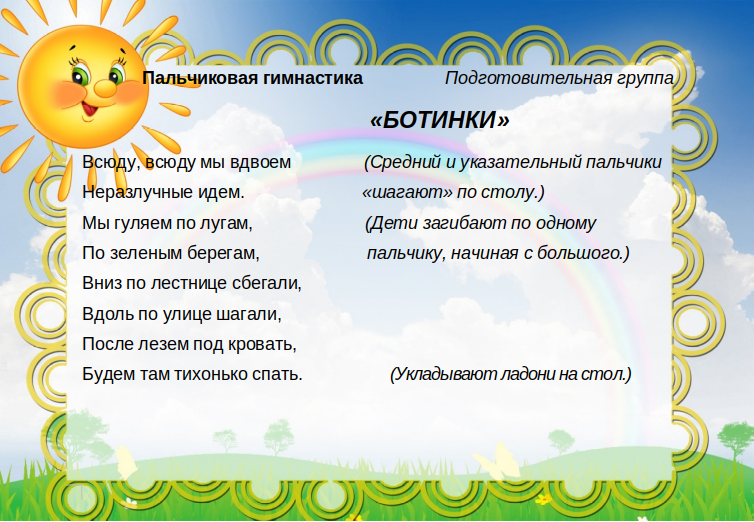 Пальчиковая гимнастика Подготовительная группа
«БОТИНКИ»
Всюду, всюду мы вдвоем (Средний и указательный пальчики
Неразлучные идем. «шагают» по столу.)
Мы гуляем по лугам, (Дети загибают по одному
По зеленым берегам, пальчику, начиная с большого.)
Вниз по лестнице сбегали,
Вдоль по улице шагали,
После лезем под кровать,
Будем там тихонько спать. (Укладывают ладони на стол.)